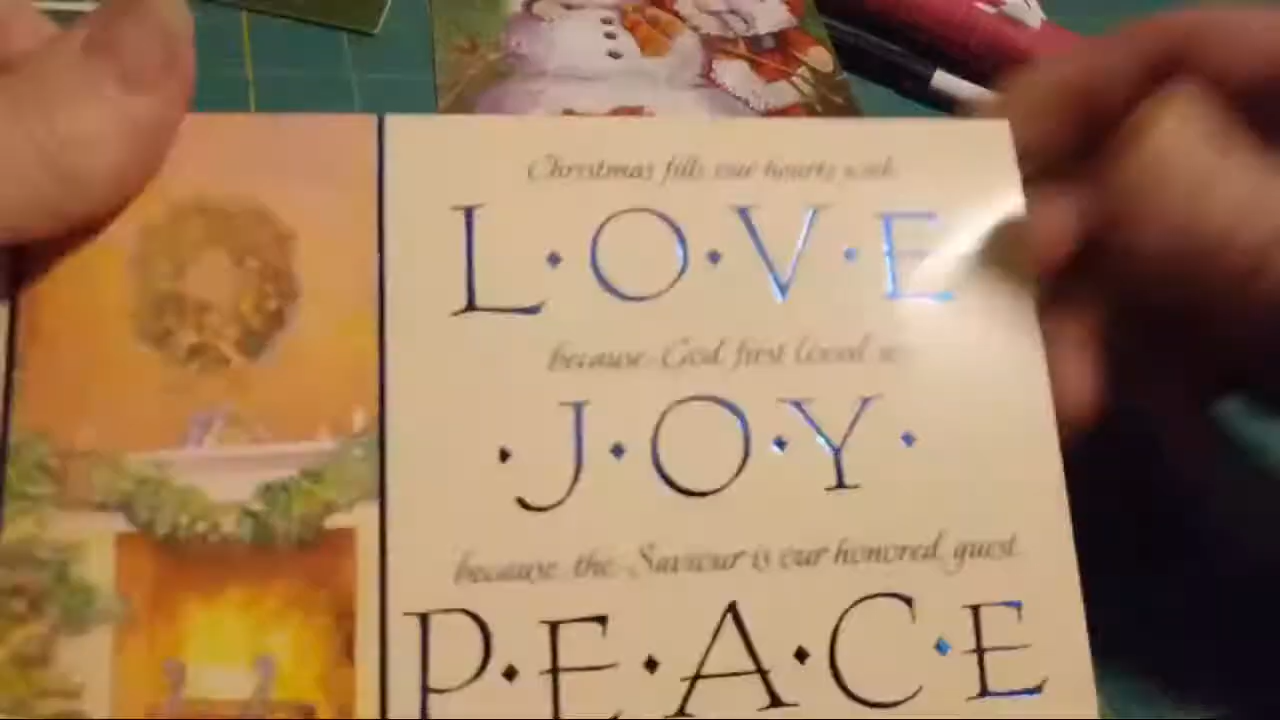 Christmas fills our hearts with
L·O·V·E
because God first loved
·J·O·Y·
because the Saviour is our honored guest
P·E·A·C·E